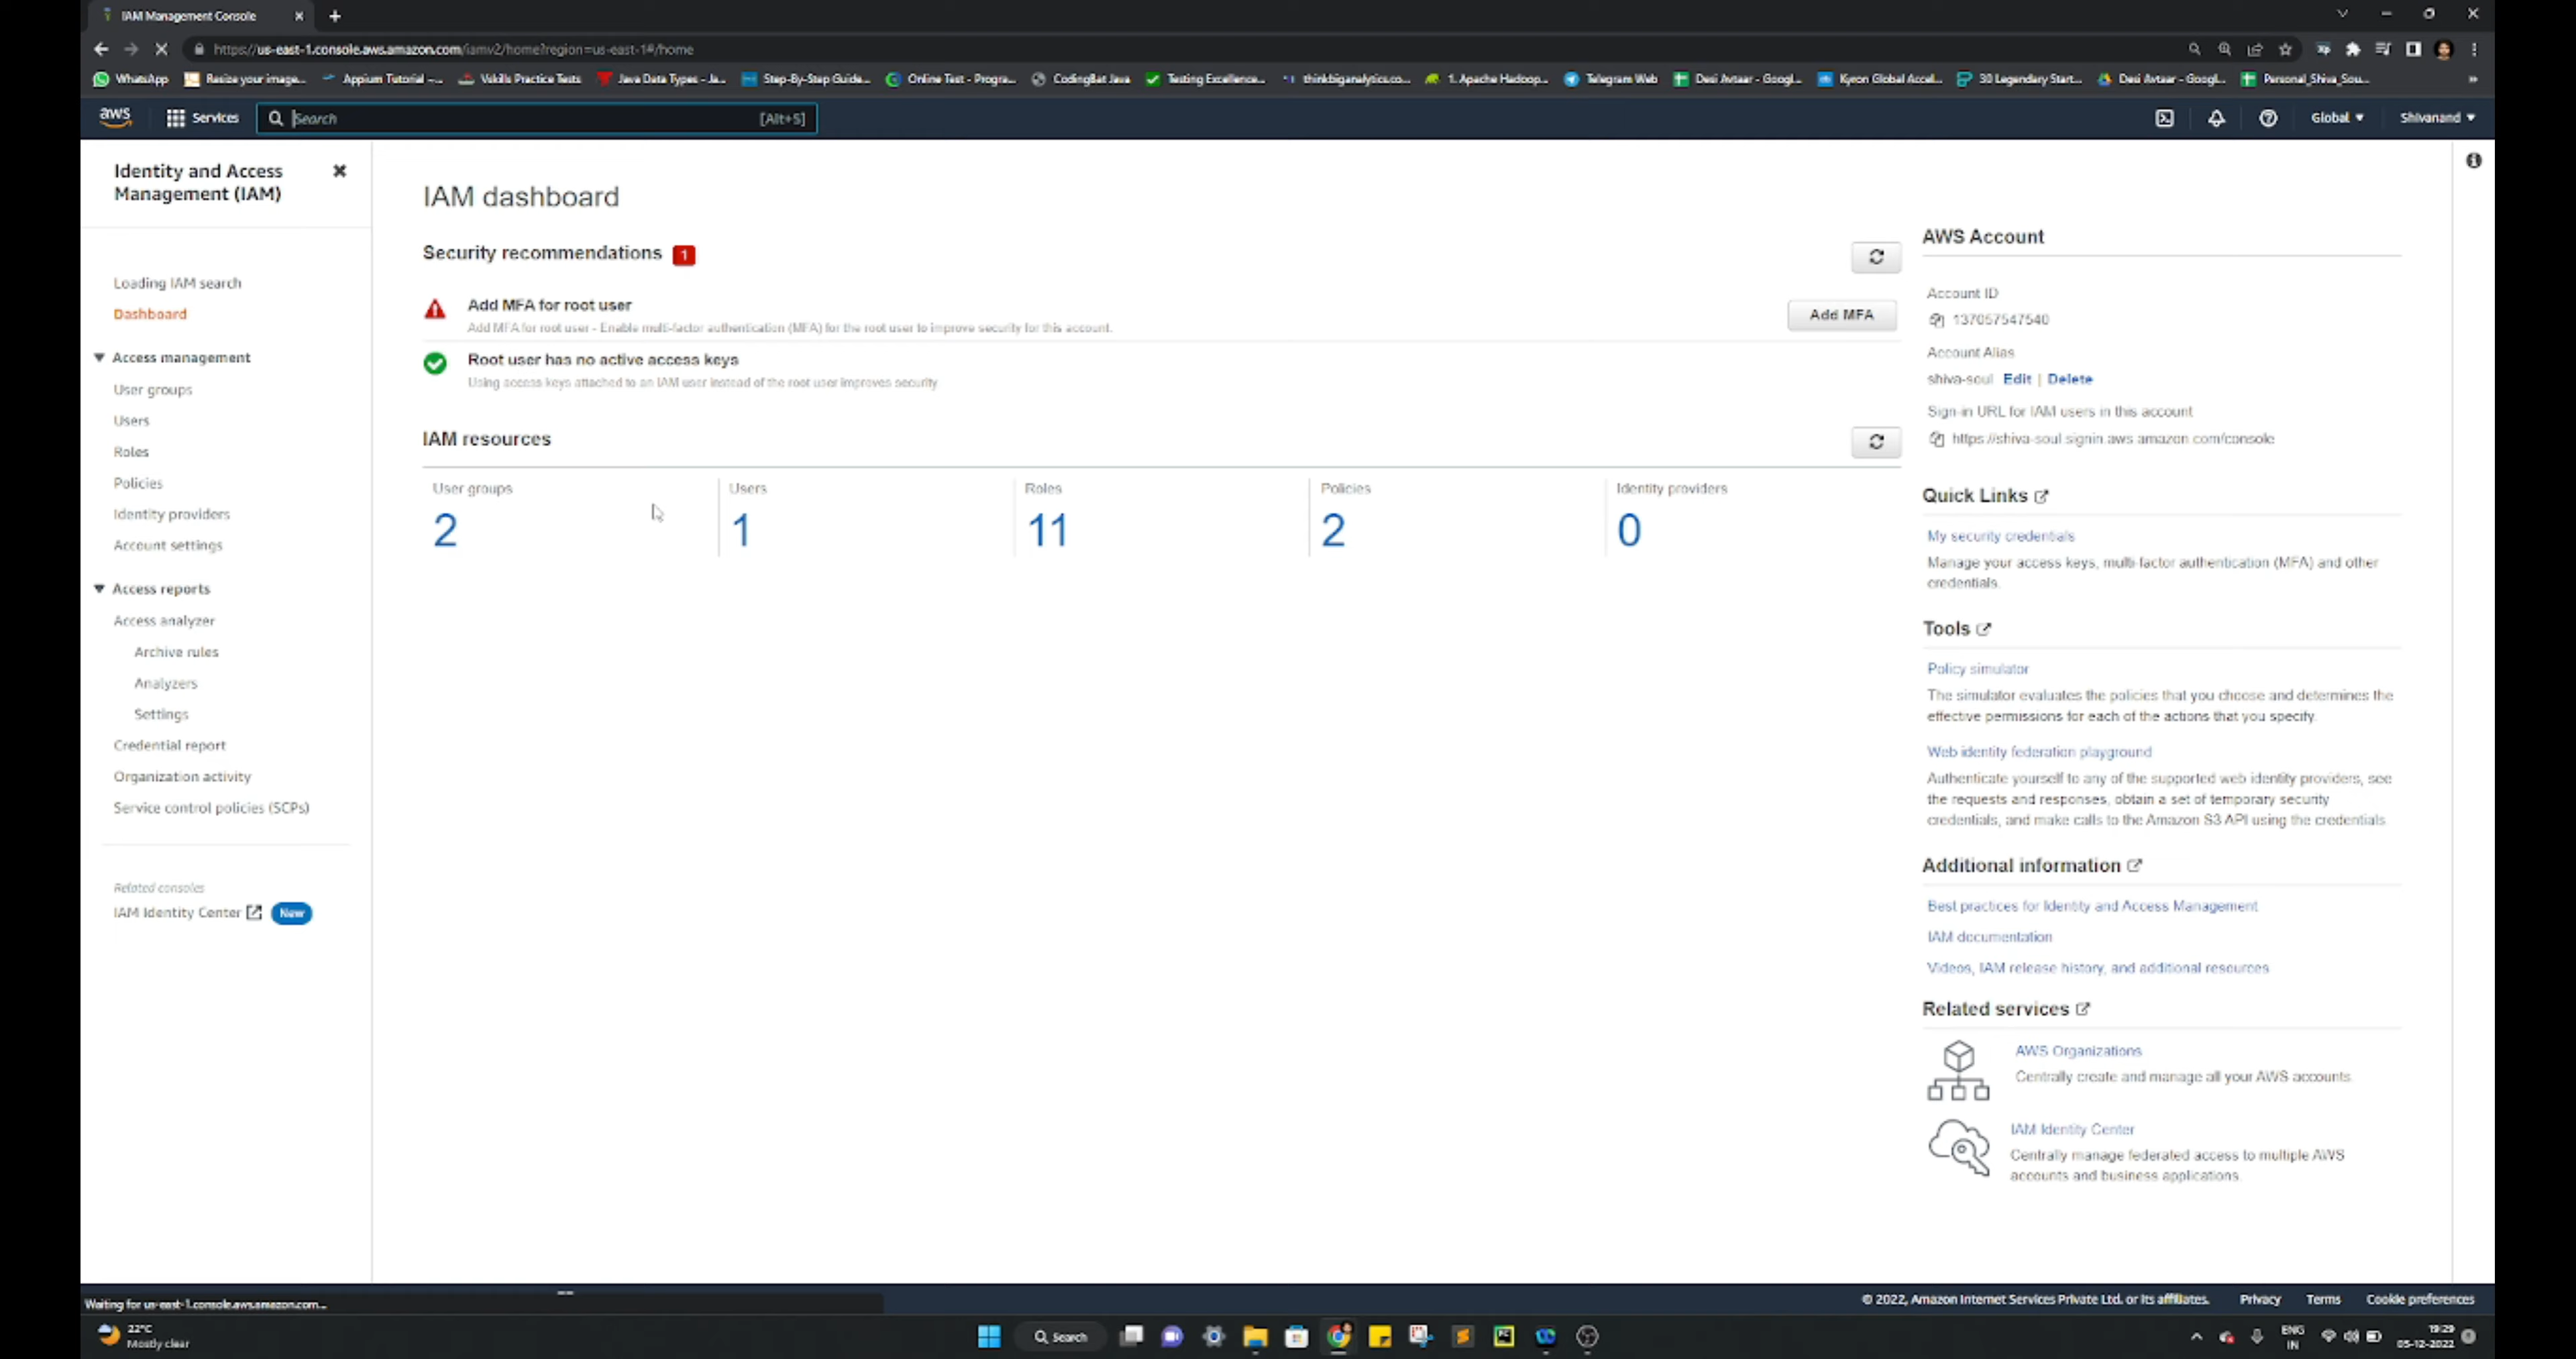 IAM Management Console
https://us-east-1.console.aws.amazon.com/iamv2/home?region=us-east-1#/home
WhatsApp
Resize your image...
Appium Tutorial –...
Vskills Practice Tests
Java Data Types - Ja...
Step-By-Step Guide...
Online Test - Progra...
CodingBat Java
Testing Excellence...
thinkbiganalytics.co...
1. Apache Hadoop...
Telegram Web
Desi Avtaar - Googl...
Kyron Global Accel...
30 Legendary Start...
Desi Avtaar - Googl...
Personal_Shiva_Sou...
aws
Services
Search
[Alt+S]
Global
Shivanand
Identity and Access
Management (IAM)
Loading IAM search
Dashboard
Access management
User groups
Users
Roles
Policies
Identity providers
Account settings
Access reports
Access analyzer
Archive rules
Analyzers
Settings
Credential report
Organization activity
Service control policies (SCPs)
Related consoles
IAM Identity Center New
IAM dashboard
Security recommendations 1
Add MFA for root user
Add MFA for root user - Enable multi-factor authentication (MFA) for the root user to improve security for this account.
Add MFA
Root user has no active access keys
Using access keys attached to an IAM user instead of the root user improves security
IAM resources
User groups
2
Users
1
Roles
11
Policies
2
Identity providers
0
AWS Account
Account ID
137057547540
Account Alias
shiva-soul Edit | Delete
Sign-in URL for IAM users in this account
https://shiva-soul.signin.aws.amazon.com/console
Quick Links
My security credentials
Manage your access keys, multi-factor authentication (MFA) and other
credentials.
Tools
Policy simulator
The simulator evaluates the policies that you choose and determines the
effective permissions for each of the actions that you specify.
Web identity federation playground
Authenticate yourself to any of the supported web identity providers, see
the requests and responses, obtain a set of temporary security
credentials, and make calls to the Amazon S3 API using the credentials
Additional information
Best practices for Identity and Access Management
IAM documentation
Videos, IAM release history, and additional resources
Related services
AWS Organizations
Centrally create and manage all your AWS accounts
IAM Identity Center
Centrally manage federated access to multiple AWS
accounts and business applications.
Waiting for us-east-1.console.aws.amazon.com...
© 2022, Amazon Internet Services Private Ltd. or its affiliates.
Privacy
Terms
Cookie preferences
22°C
Mostly clear
Search
ENG
IN
19:29
05-12-2022